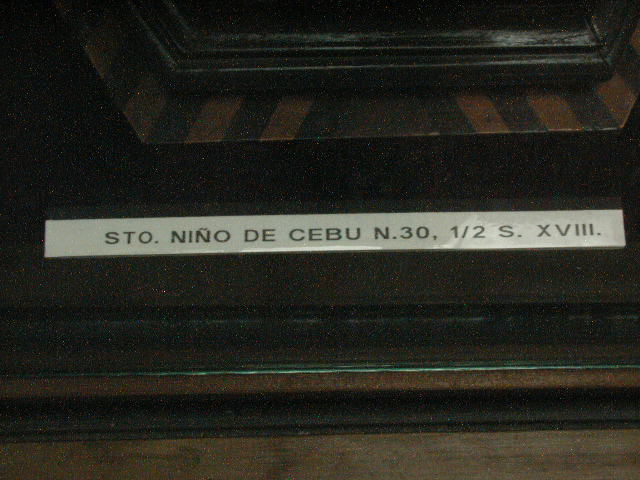 STO. NIÑO DE CEBU N.30, 1/2 S. XVIII.